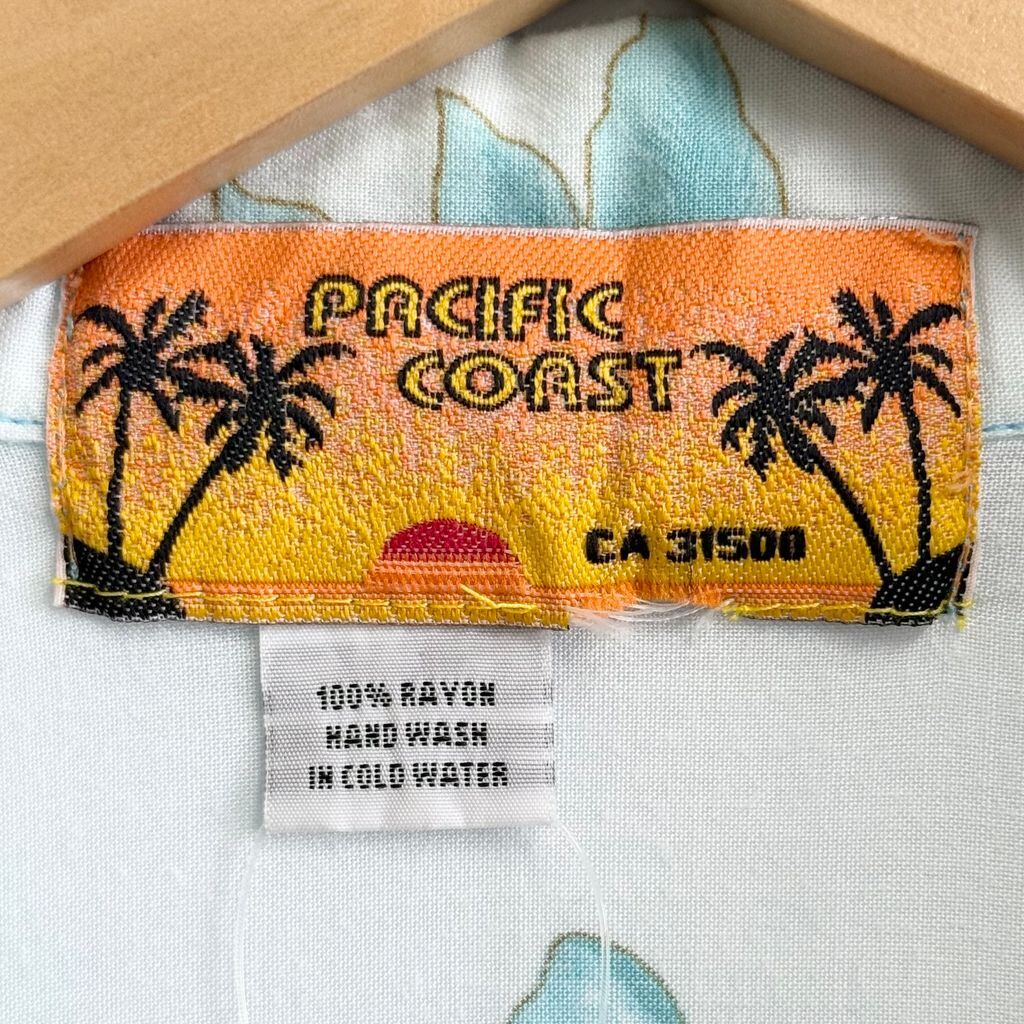 PACIFIC
COAST
CA 31500
100% RAYON
HAND WASH
IN COLD WATER